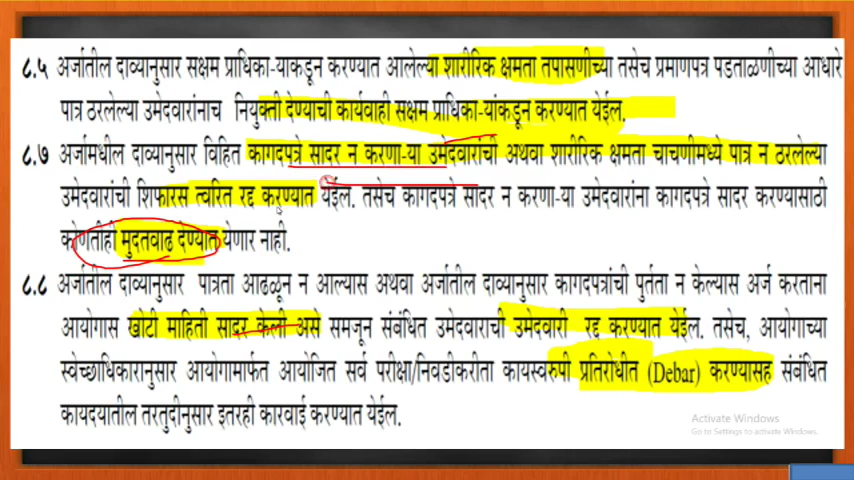 ८.५ अर्जातील दाव्यानुसार सक्षम प्राधिका-याकडून करण्यात आलेल्या शारीरिक क्षमता तपासणीच्या तसेच प्रमाणपत्र पडताळणीच्या आधारे
पात्र ठरलेल्या उमेदवारांनाच नियुक्ती देण्याची कार्यवाही सक्षम प्राधिका-यांकडून करण्यात येईल.
८.७ अर्जामधील दाव्यानुसार विहित कागदपत्रे सादर न करणा-या उमेदवारांची अथवा शारीरिक क्षमता चाचणीमध्ये पात्र न ठरलेल्या
उमेदवारांची शिफारस त्वरित रद्द करण्यात येईल. तसेच कागदपत्रे सादर न करणा-या उमेदवारांना कागदपत्रे सादर करण्यासाठी
कोणतीही मुदतवाढ देण्यात येणार नाही.
८.८ अर्जातील दाव्यानुसार पात्रता आढळून न आल्यास अथवा अर्जातील दाव्यानुसार कागदपत्रांची पुर्तता न केल्यास अर्ज करताना
आयोगास खोटी माहिती सादर केली असे समजून संबंधित उमेदवाराची उमेदवारी रद्द करण्यात येईल. तसेच, आयोगाच्या
स्वेच्छाधिकारानुसार आयोगामार्फत आयोजित सर्व परीक्षा/निवडीकरीता कायस्वरुपी प्रतिरोधीत (Debar) करण्यासह संबंधित
कायदयातील तरतुदीनुसार इतरही कारवाई करण्यात येईल.
Activate Windows
Go to Settings to activate Windows.